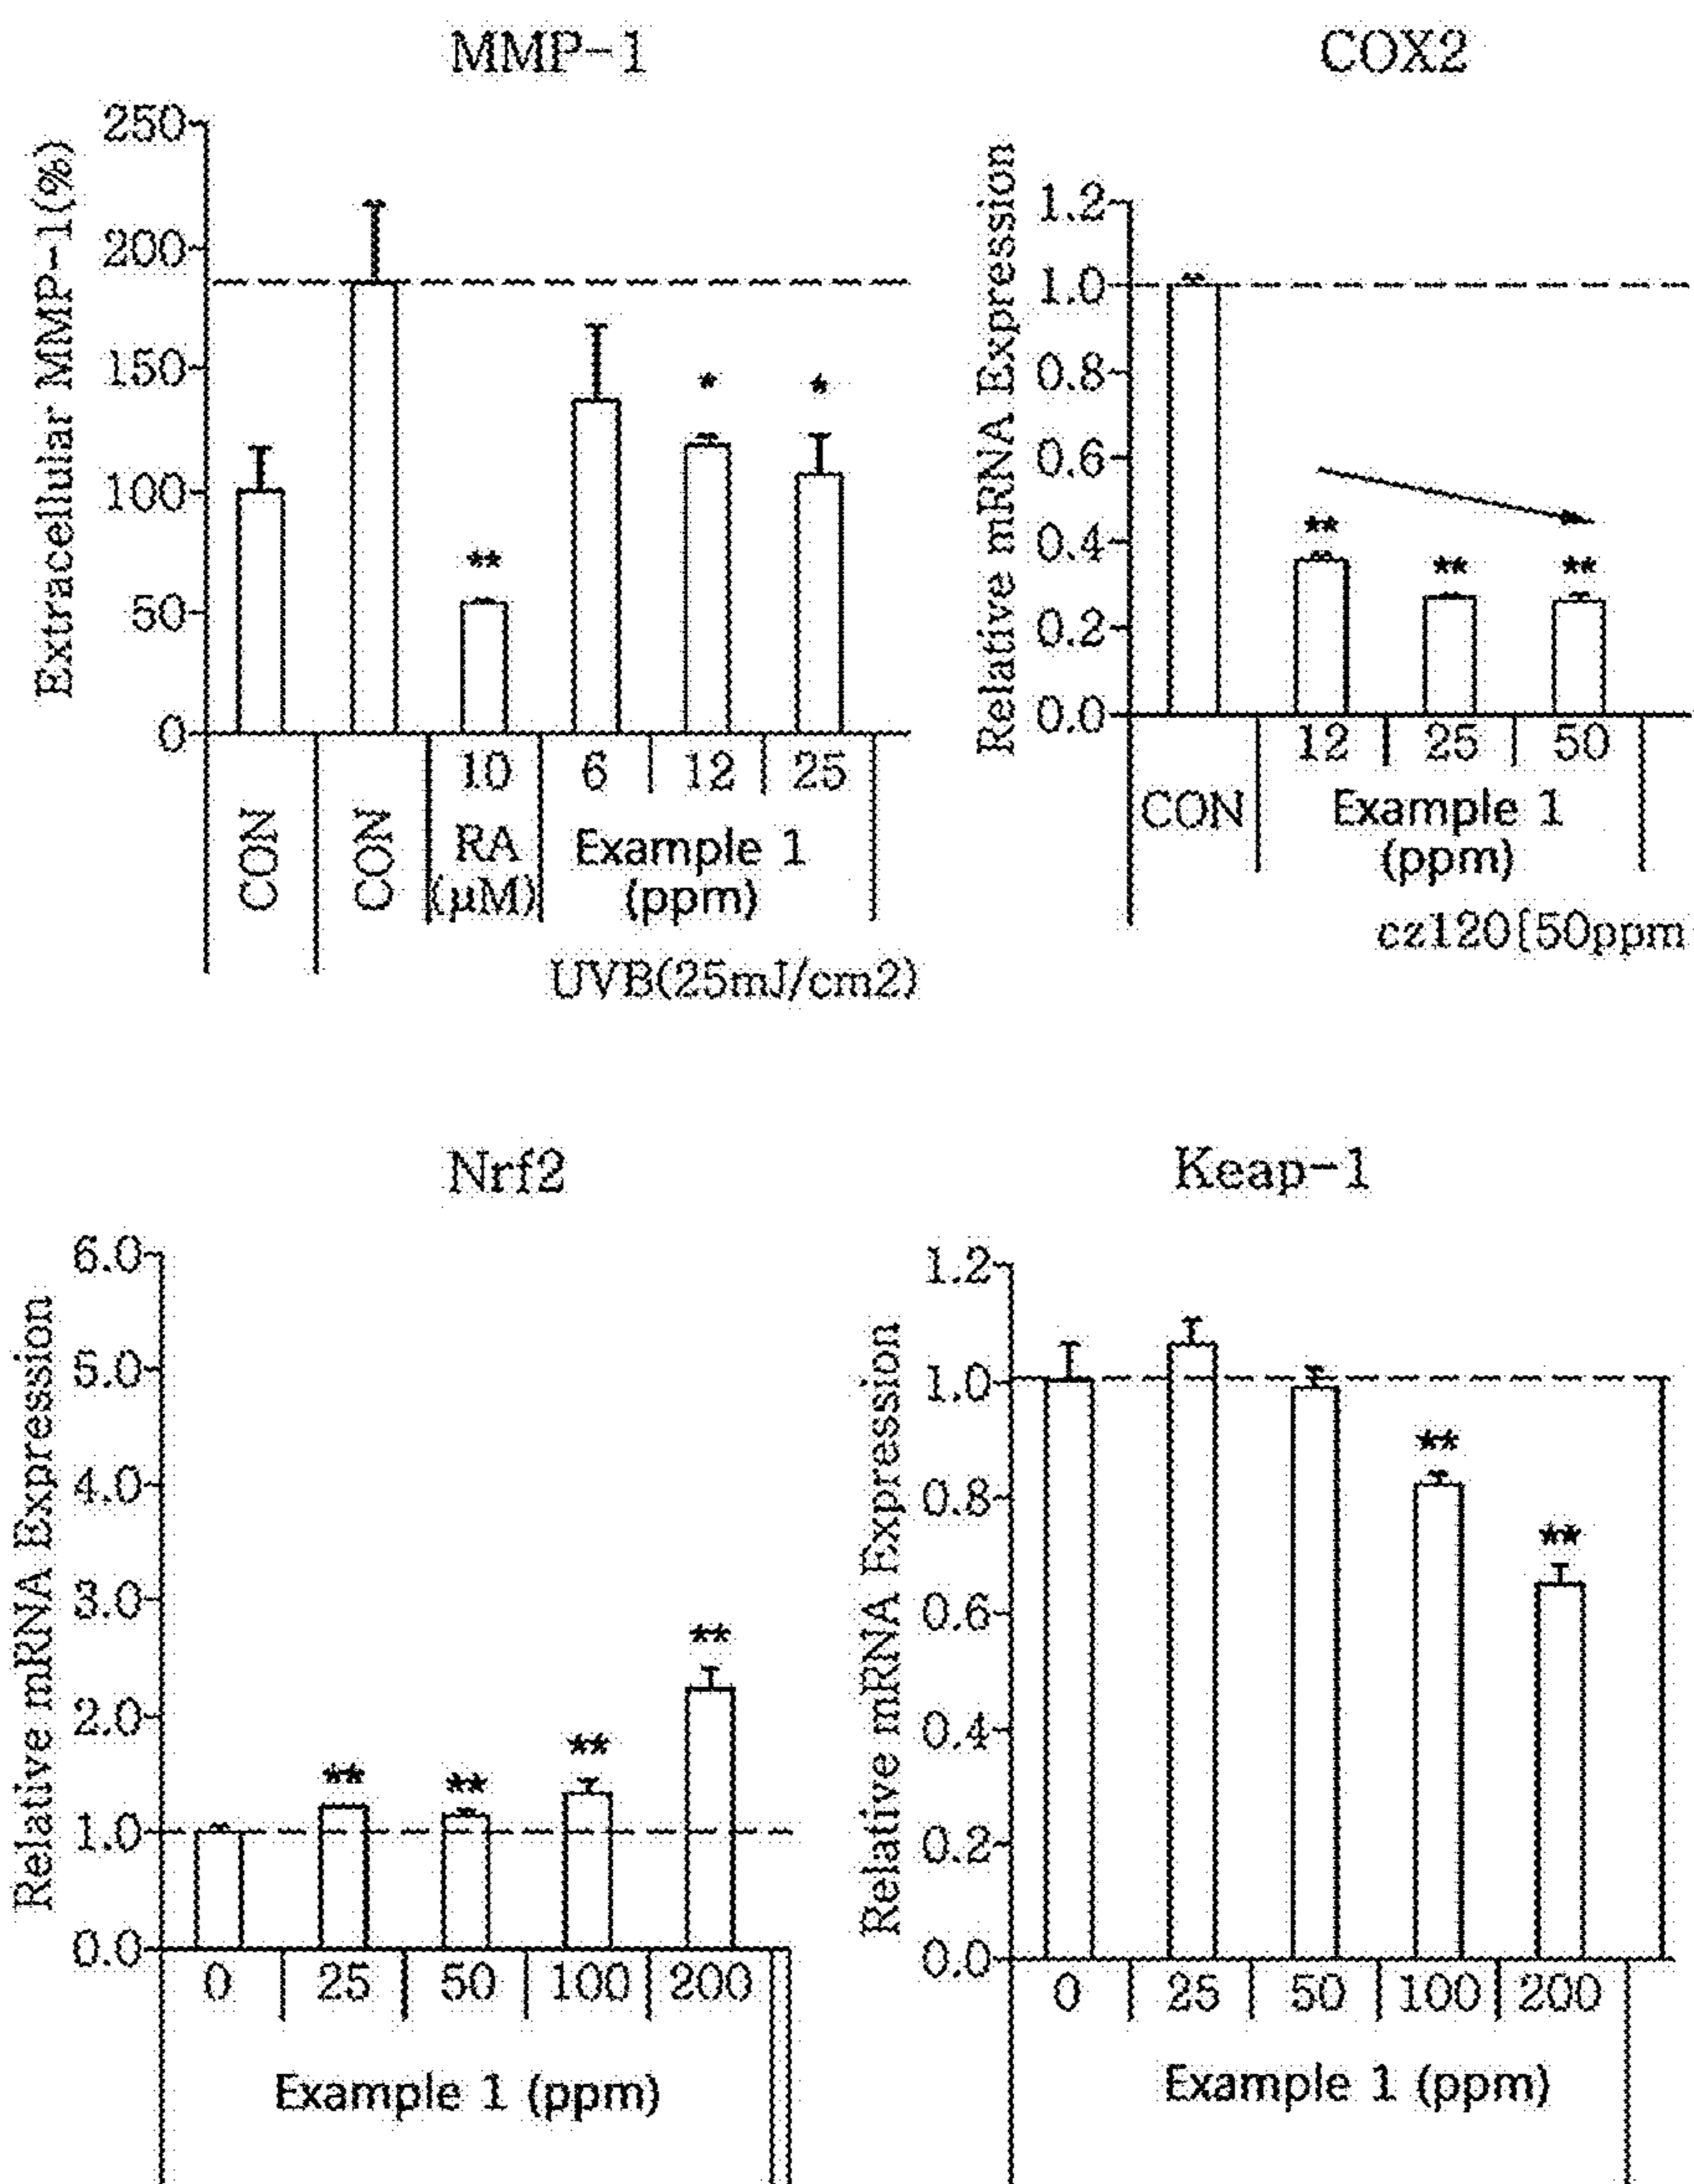 MMP-1
Extracellular MMP-1(%)
250
200
150
100
50
0
**
*
*
CON
CON
10
RA
(μM)
6
12
25
Example 1
(ppm)
UVB(25mJ/cm2)
COX2
Relative mRNA Expression
1.2
1.0
0.8
0.6
0.4
0.2
0.0
**
**
**
CON
12
25
50
Example 1
(ppm)
cz120[50ppm
Nrf2
Relative mRNA Expression
6.0
5.0
4.0
3.0
2.0
1.0
0.0
**
**
**
**
0
25
50
100
200
Example 1 (ppm)
Keap-1
Relative mRNA Expression
1.2
1.0
0.8
0.6
0.4
0.2
0.0
**
**
0
25
50
100
200
Example 1 (ppm)